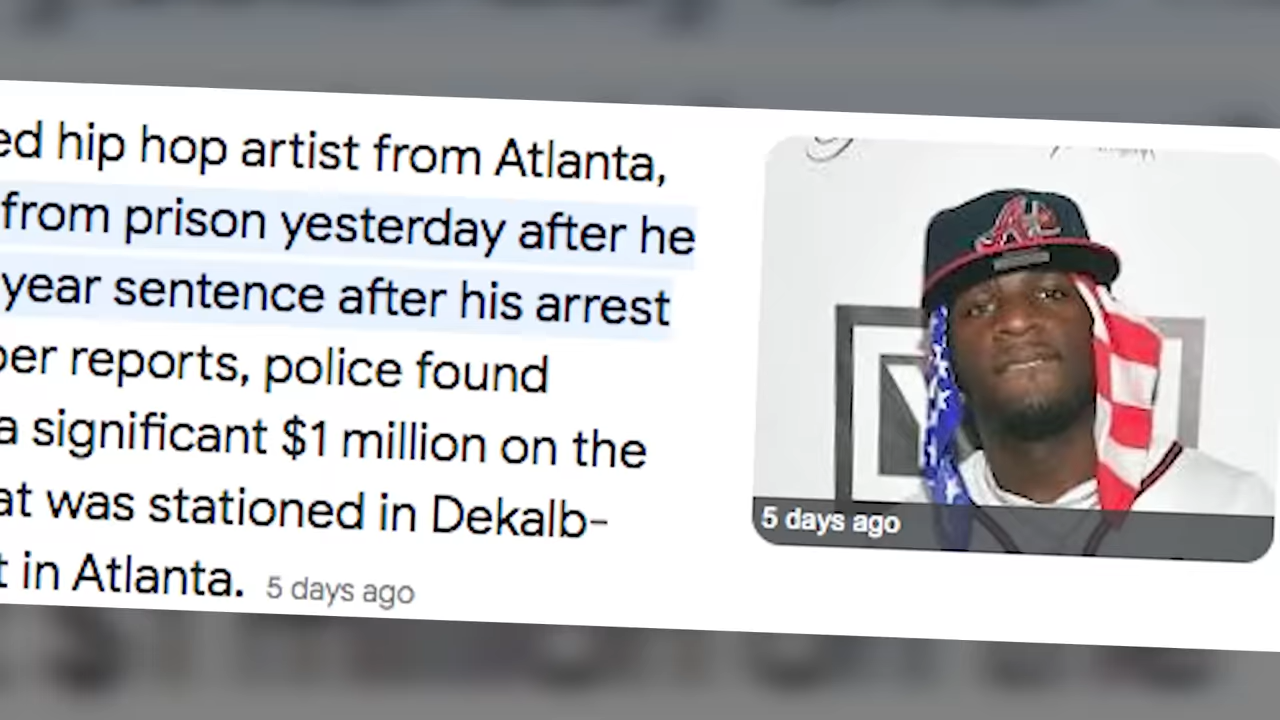 ed hip hop artist from Atlanta,
from prison yesterday after he
year sentence after his arrest
er reports, police found
a significant $1 million on the
at was stationed in Dekalb-
t in Atlanta. 5 days ago
5 days ago